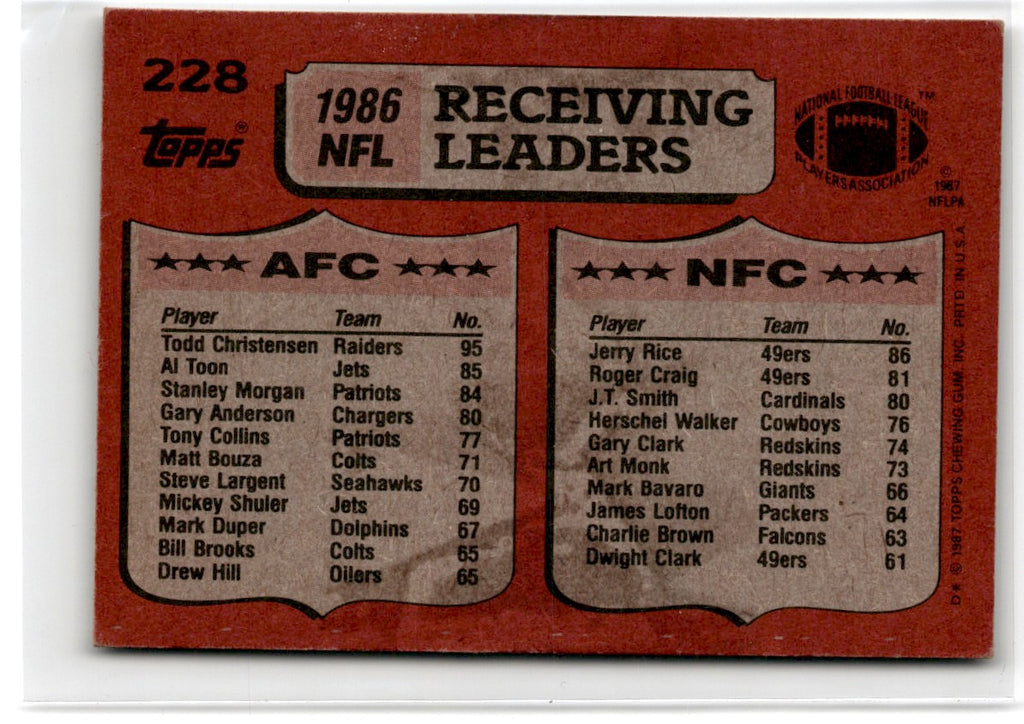 228
topps®
1986 NFL
RECEIVING LEADERS
NATIONAL FOOTBALL LEAGUE ™
PLAYERS ASSOCIATION
© 1987 NFLPA
★★★ AFC ★★★
Player Team No.
Todd Christensen Raiders 95
Al Toon Jets 85
Stanley Morgan Patriots 84
Gary Anderson Chargers 80
Tony Collins Patriots 77
Matt Bouza Colts 71
Steve Largent Seahawks 70
Mickey Shuler Jets 69
Mark Duper Dolphins 67
Bill Brooks Colts 65
Drew Hill Oilers 65
★★★ NFC ★★★
Player Team No.
Jerry Rice 49ers 86
Roger Craig 49ers 81
J.T. Smith Cardinals 80
Herschel Walker Cowboys 76
Gary Clark Redskins 74
Art Monk Redskins 73
Mark Bavaro Giants 66
James Lofton Packers 64
Charlie Brown Falcons 63
Dwight Clark 49ers 61
D* © 1987 TOPPS CHEWING GUM, INC. PRTD. IN U.S.A.